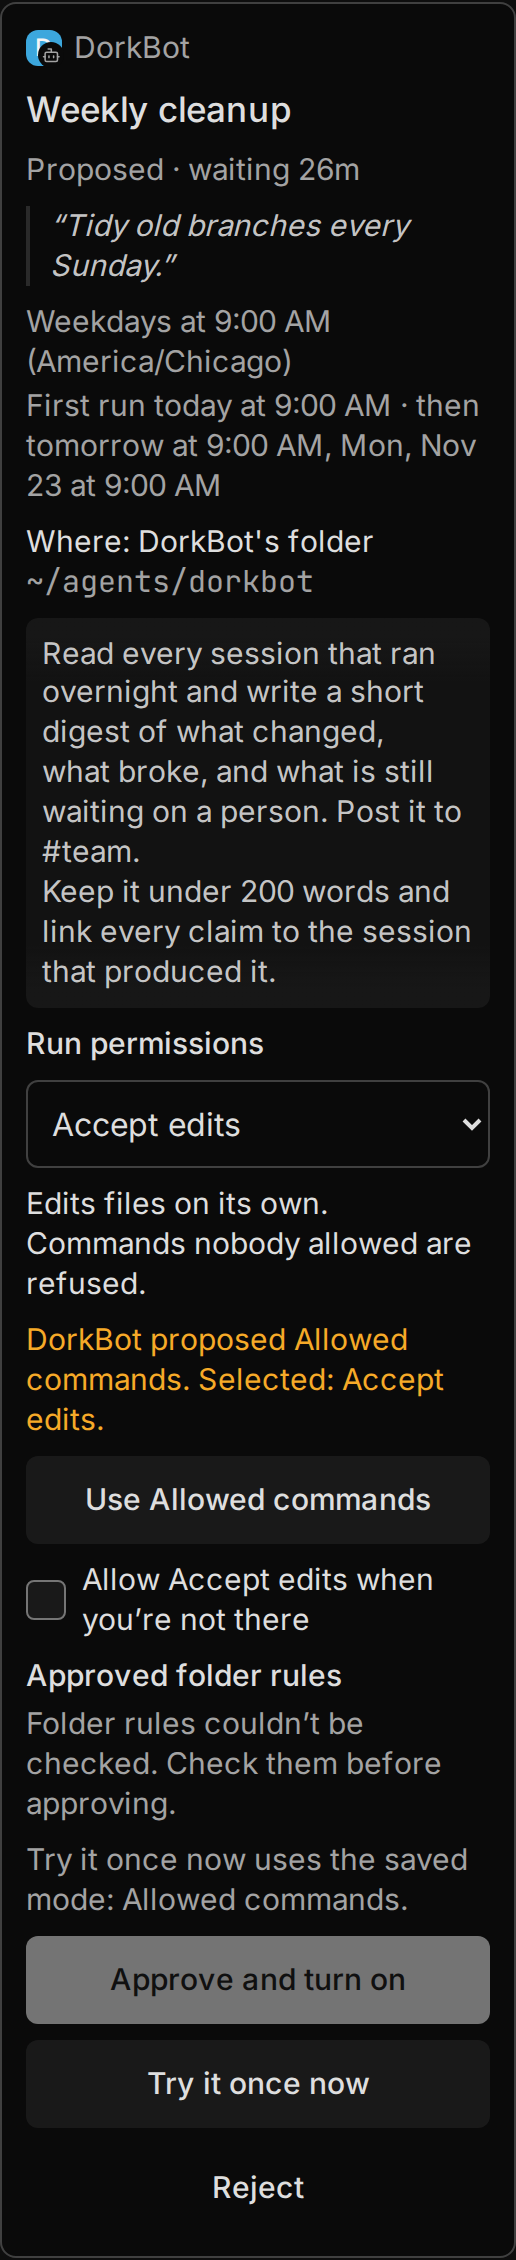 DorkBot
Weekly cleanup
Proposed · waiting 26m
“Tidy old branches every
Sunday.”
Weekdays at 9:00 AM
(America/Chicago)
First run today at 9:00 AM · then
tomorrow at 9:00 AM, Mon, Nov
23 at 9:00 AM
Where: DorkBot's folder
~/agents/dorkbot
Read every session that ran
overnight and write a short
digest of what changed,
what broke, and what is still
waiting on a person. Post it to
#team.
Keep it under 200 words and
link every claim to the session
that produced it.
Run permissions
Accept edits
Edits files on its own.
Commands nobody allowed are
refused.
DorkBot proposed Allowed
commands. Selected: Accept
edits.
Use Allowed commands
Allow Accept edits when
you’re not there
Approved folder rules
Folder rules couldn’t be
checked. Check them before
approving.
Try it once now uses the saved
mode: Allowed commands.
Approve and turn on
Try it once now
Reject